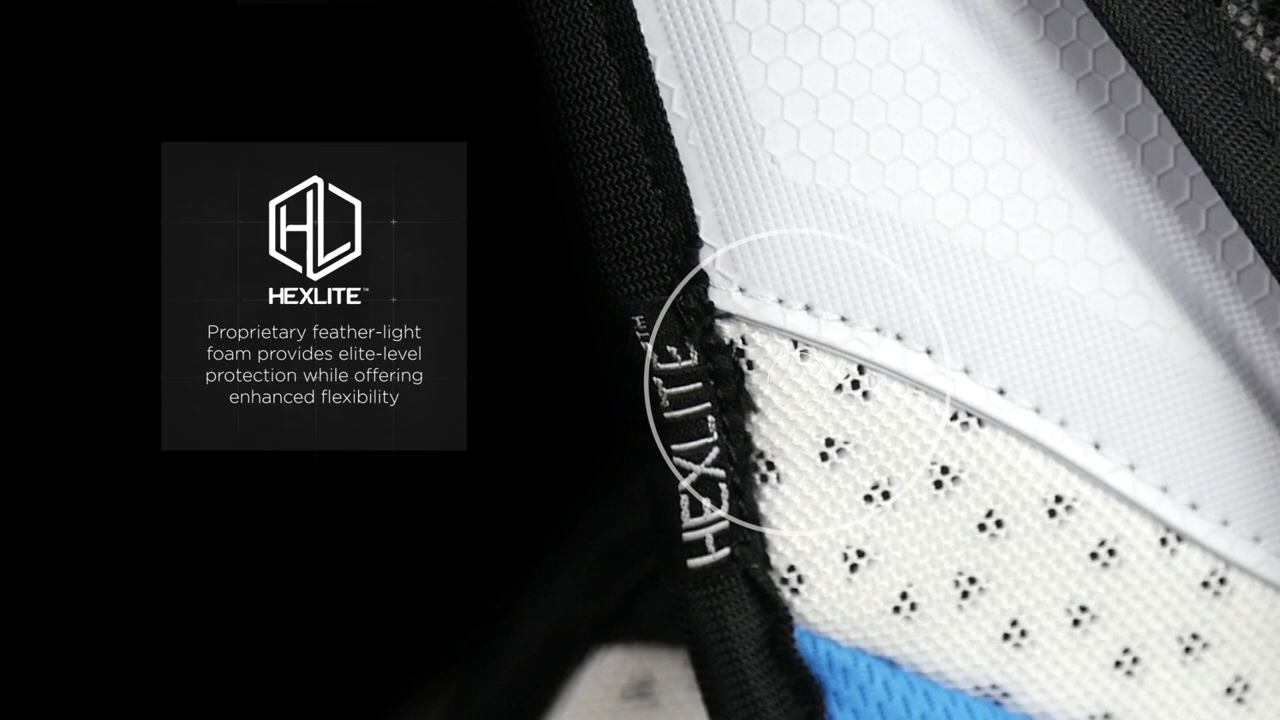 HL
HEXLITE™
Proprietary feather-light
foam provides elite-level
protection while offering
enhanced flexibility
HEXLITE™